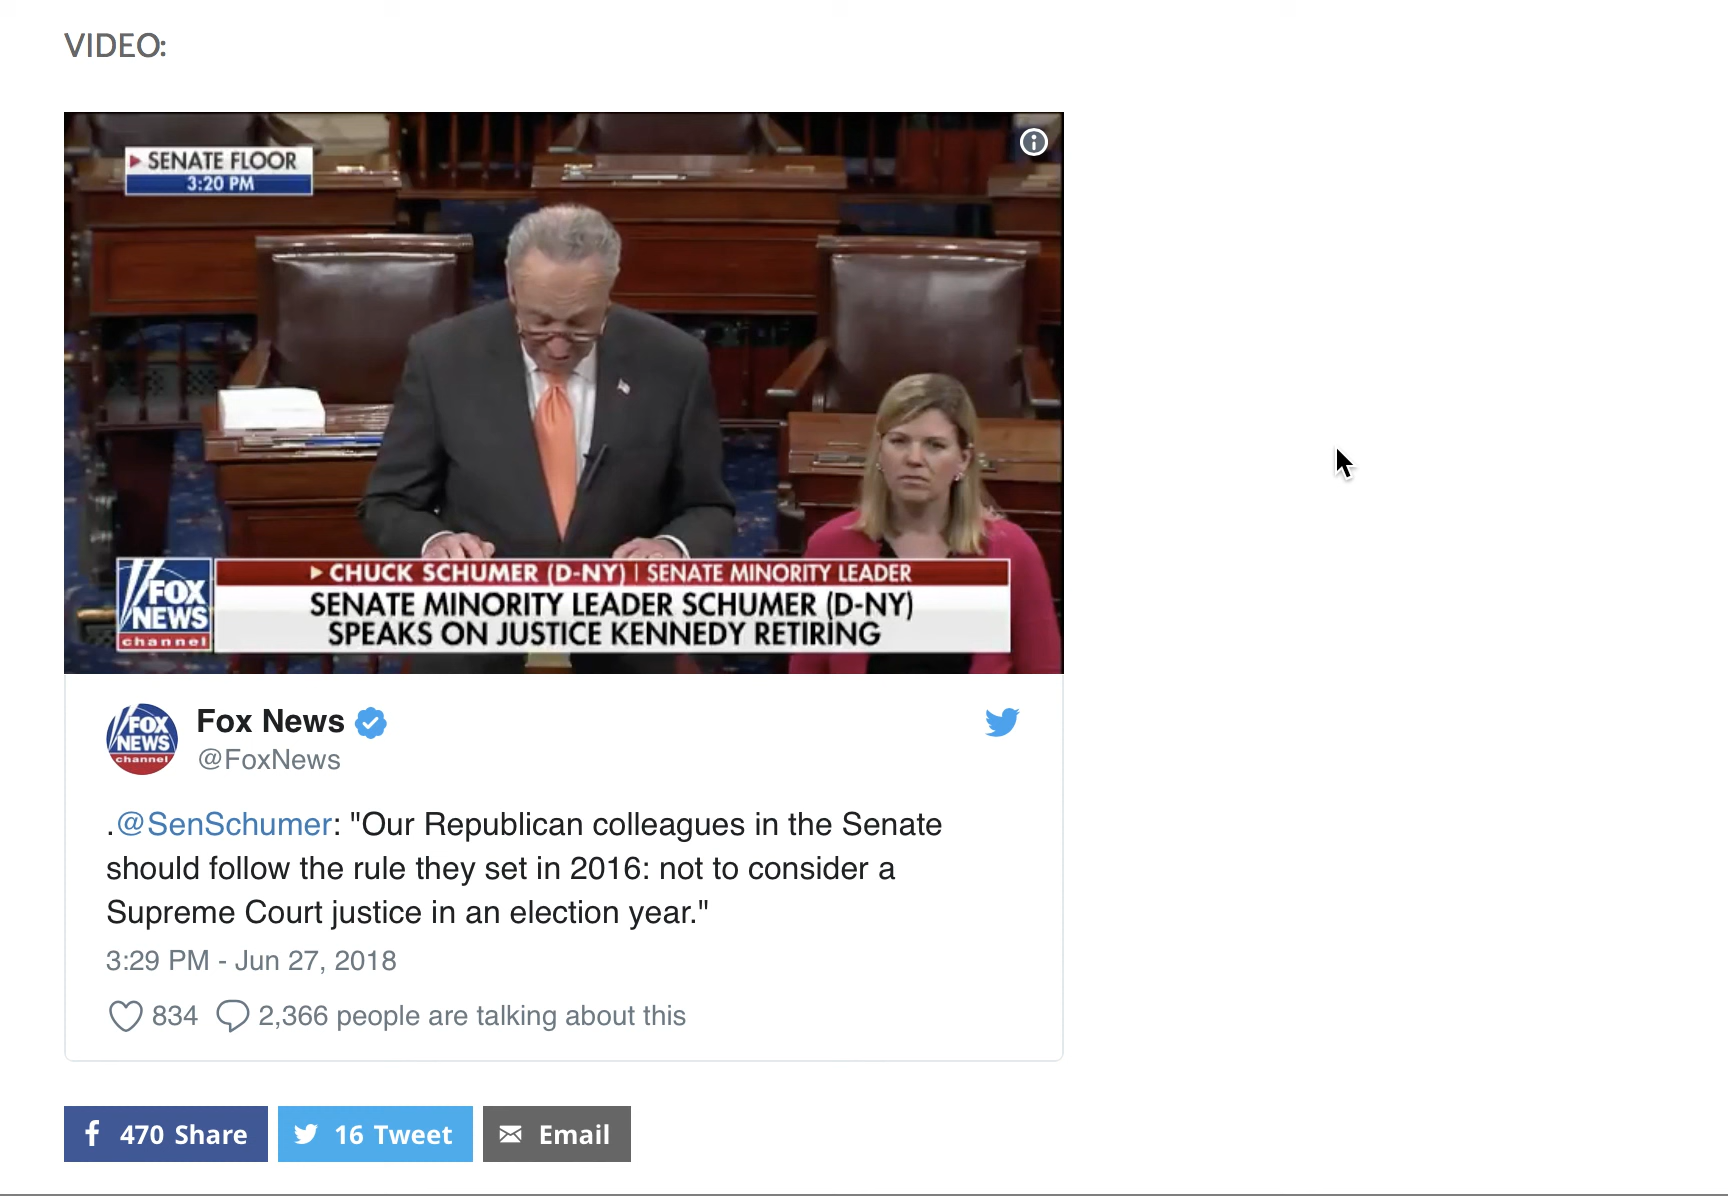 VIDEO:
SENATE FLOOR
3:20 PM
CHUCK SCHUMER (D-NY) | SENATE MINORITY LEADER
FOX
NEWS
channel
SENATE MINORITY LEADER SCHUMER (D-NY)
SPEAKS ON JUSTICE KENNEDY RETIRING
FOX
NEWS
channel
Fox News
@FoxNews
.@SenSchumer: "Our Republican colleagues in the Senate
should follow the rule they set in 2016: not to consider a
Supreme Court justice in an election year."
3:29 PM - Jun 27, 2018
834 2,366 people are talking about this
470 Share 16 Tweet Email